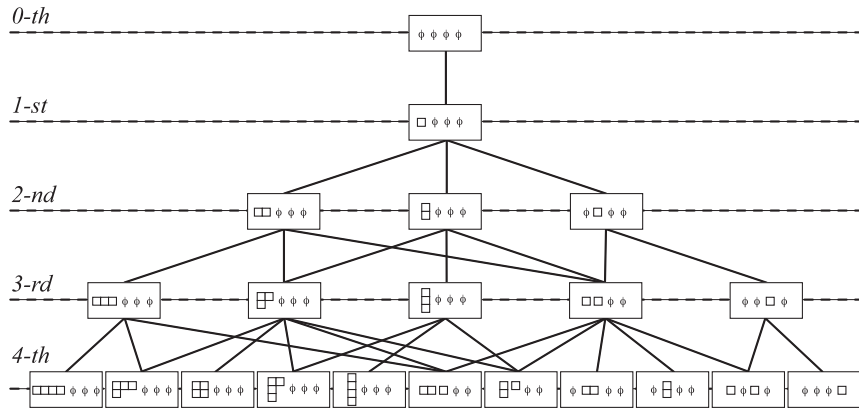 0-th
ϕ ϕ ϕ ϕ
1-st
□ ϕ ϕ ϕ
2-nd
ϕ ϕ ϕ
ϕ ϕ ϕ
ϕ □ ϕ ϕ
3-rd
ϕ ϕ ϕ
ϕ ϕ ϕ
ϕ ϕ ϕ
□ □ ϕ ϕ
ϕ ϕ □ ϕ
4-th
ϕ ϕ ϕ
ϕ ϕ ϕ
ϕ ϕ ϕ
ϕ ϕ ϕ
ϕ ϕ ϕ
□ ϕ ϕ
□ ϕ ϕ
ϕ ϕ ϕ
ϕ ϕ ϕ
□ ϕ □ ϕ
ϕ ϕ ϕ □